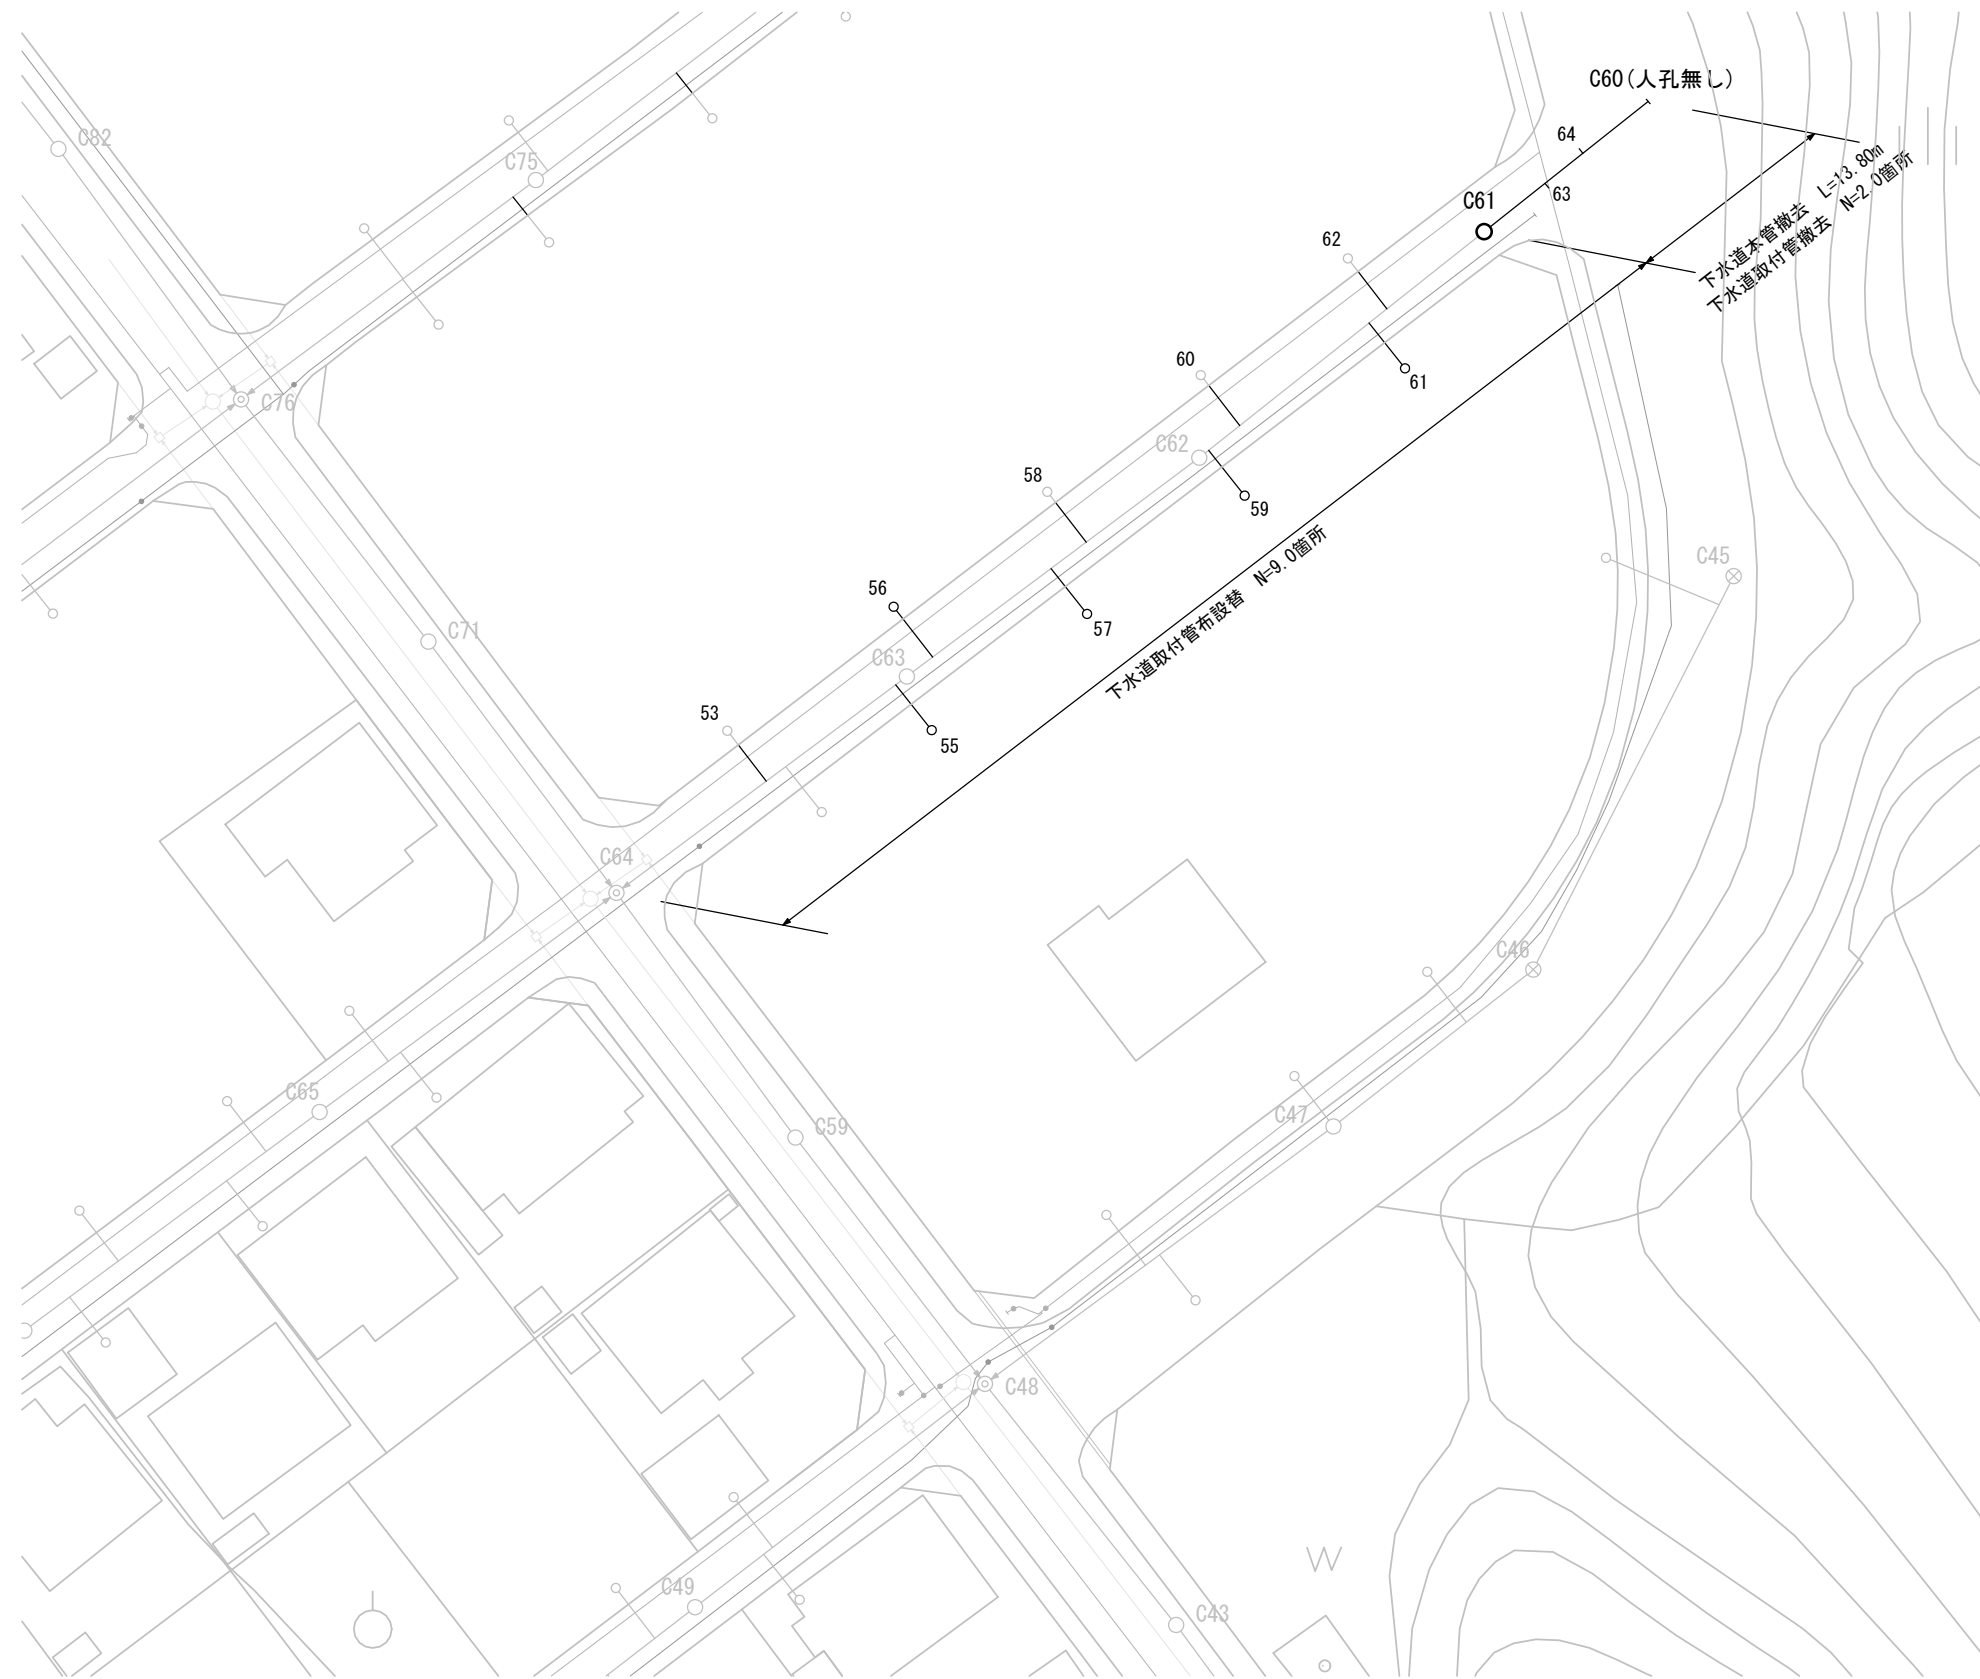 C60(人孔無し)
C82
64
C75
下水道本管撤去 L=13.80m
下水道取付管撤去 N=2.0箇所
63
C61
62
60
61
C76
C62
58
59
C45
下水道取付管布設替 N=9.0箇所
56
57
C71
C63
53
55
C64
C46
C65
C47
C59
C48
C49
C43